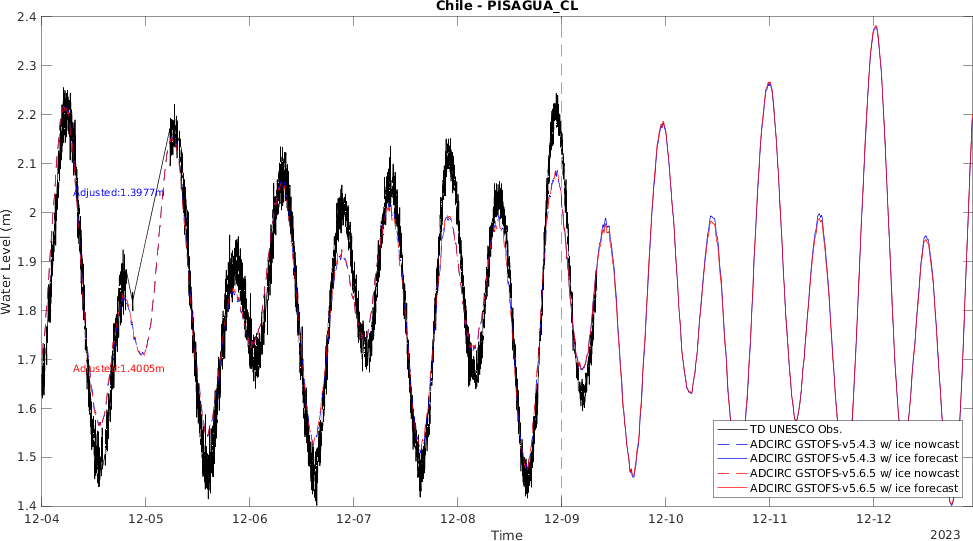 Chile - PISAGUA_CL
2.4
2.3
2.2
2.1
2
1.9
1.8
1.7
1.6
1.5
1.4
Water Level (m)
Adjusted:1.3977m
Adjusted:1.4005m
TD UNESCO Obs.
ADCIRC GSTOFS-v5.4.3 w/ ice nowcast
ADCIRC GSTOFS-v5.4.3 w/ ice forecast
ADCIRC GSTOFS-v5.6.5 w/ ice nowcast
ADCIRC GSTOFS-v5.6.5 w/ ice forecast
12-04 12-05 12-06 12-07 12-08 12-09 12-10 12-11 12-12
Time
2023